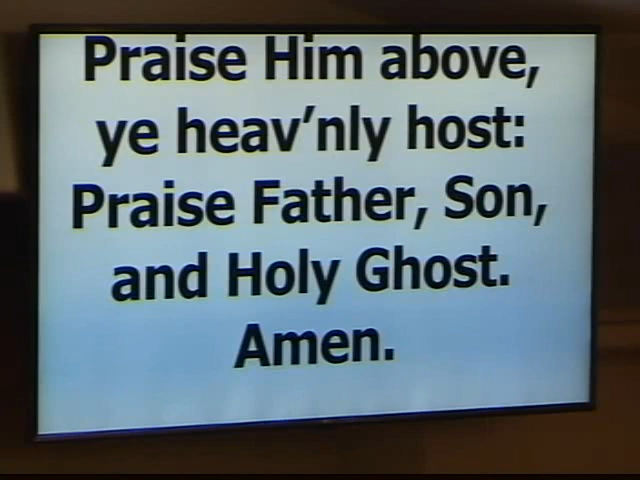 Praise Him above,
ye heav'nly host:
Praise Father, Son,
and Holy Ghost.
Amen.